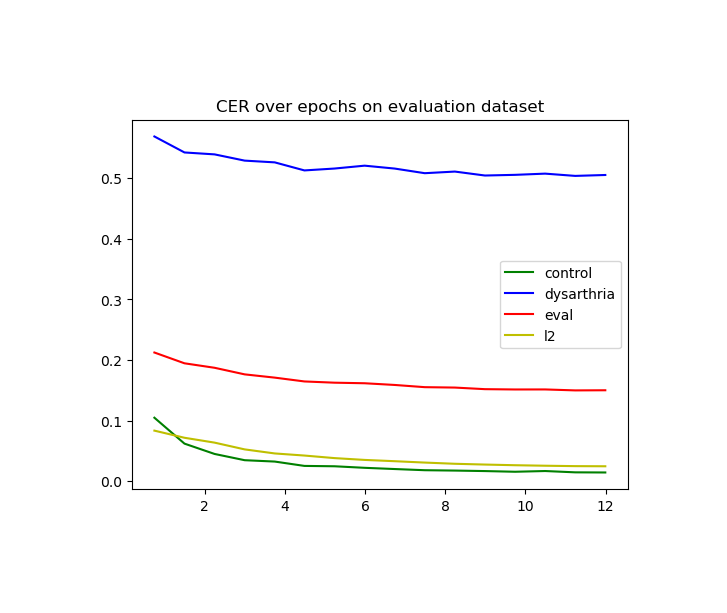 CER over epochs on evaluation dataset
0.5
0.4
0.3
0.2
0.1
0.0
control
dysarthria
eval
l2
2 4 6 8 10 12